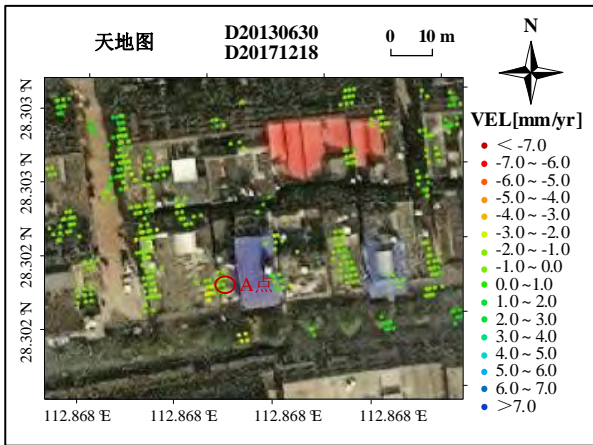 天地图
D20130630
D20171218
0 10 m
N
VEL[mm/yr]
< -7.0
-7.0~ -6.0
-6.0~ -5.0
-5.0~ -4.0
-4.0~ -3.0
-3.0~ -2.0
-2.0~ -1.0
-1.0~ 0.0
0.0~1.0
1.0~ 2.0
2.0~ 3.0
3.0~ 4.0
4.0~ 5.0
5.0~ 6.0
6.0~ 7.0
>7.0
28.303 °N
28.303 °N
28.302 °N
28.302 °N
A点
112.868 °E
112.868 °E
112.868 °E
112.868 °E